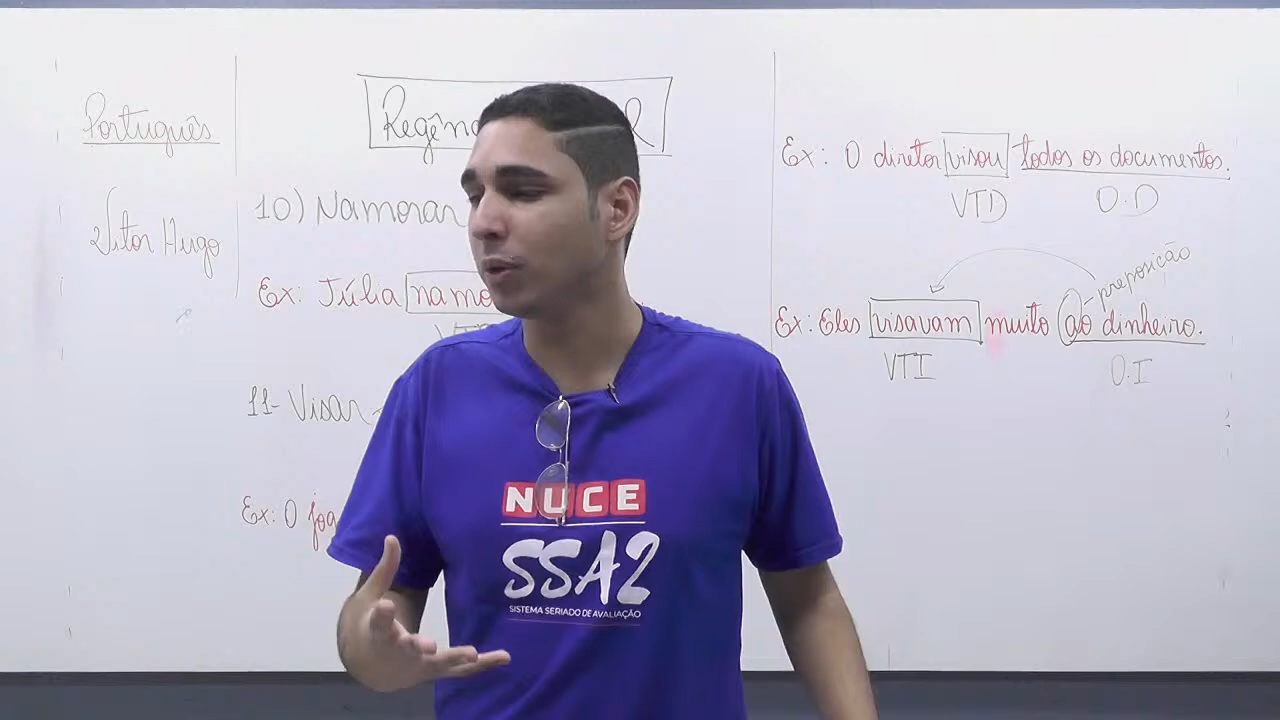 Português
Vitor Hugo
10) Namorar
Ex: Júlia
11- Visar
Ex: O
Ex: O diretor visou todos os documentos.
VTD O.D
preposição
Ex: Eles visavam muito ao dinheiro.
VTI O.I
NUCE
SSA2
SISTEMA SERIADO DE AVALIAÇÃO